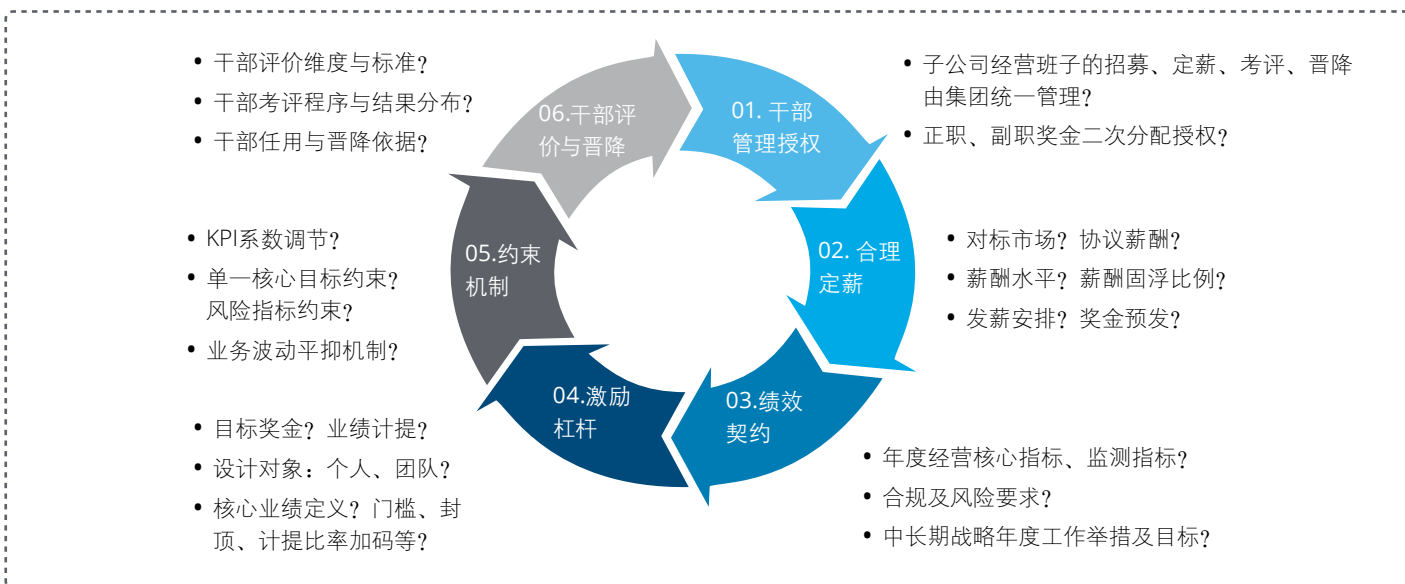 01. 干部
管理授权
• 子公司经营班子的招募、定薪、考评、晋降
由集团统一管理?
• 正职、副职奖金二次分配授权?
02. 合理
定薪
• 对标市场? 协议薪酬?
• 薪酬水平? 薪酬固浮比例?
• 发薪安排? 奖金预发?
03.绩效
契约
• 年度经营核心指标、监测指标?
• 合规及风险要求?
• 中长期战略年度工作举措及目标?
04.激励
杠杆
• 目标奖金? 业绩计提?
• 设计对象: 个人、团队?
• 核心业绩定义? 门槛、封
顶、计提比率加码等?
05.约束
机制
• KPI系数调节?
• 单一核心目标约束?
风险指标约束?
• 业务波动平抑机制?
06.干部评
价与晋降
• 干部评价维度与标准?
• 干部考评程序与结果分布?
• 干部任用与晋降依据?